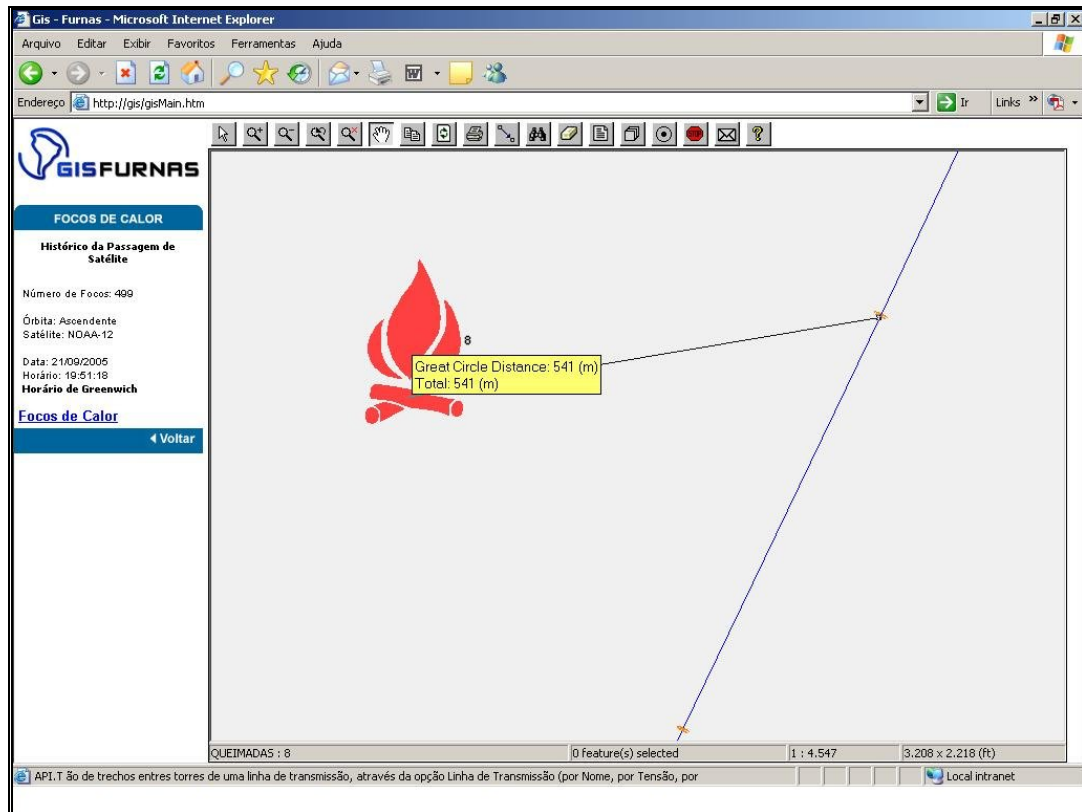 Gis - Furnas - Microsoft Internet Explorer
Arquivo Editar Exibir Favoritos Ferramentas Ajuda
Endereço http://gis/gisMain.htm Ir Links »
GISFURNAS
FOCOS DE CALOR
Histórico da Passagem de
Satélite
Número de Focos: 499
Órbita: Ascendente
Satélite: NOAA-12
Data: 21/09/2005
Horário: 19:51:18
Horário de Greenwich
Focos de Calor
Voltar
STOP
8
Great Circle Distance: 541 (m)
Total: 541 (m)
QUEIMADAS : 8 0 feature(s) selected 1 : 4.547 3.208 x 2.218 (ft)
API.T ão de trechos entres torres de uma linha de transmissão, através da opção Linha de Transmissão (por Nome, por Tensão, por Local intranet